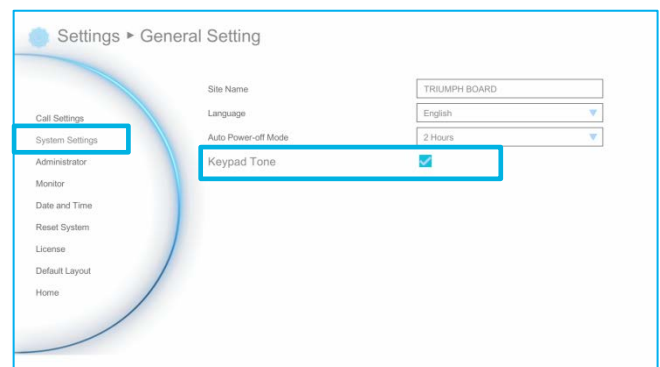 Settings ▸ General Setting
Site Name TRIUMPH BOARD
Language English
Auto Power-off Mode 2 Hours
Keypad Tone
Call Settings
System Settings
Administrator
Monitor
Date and Time
Reset System
License
Default Layout
Home